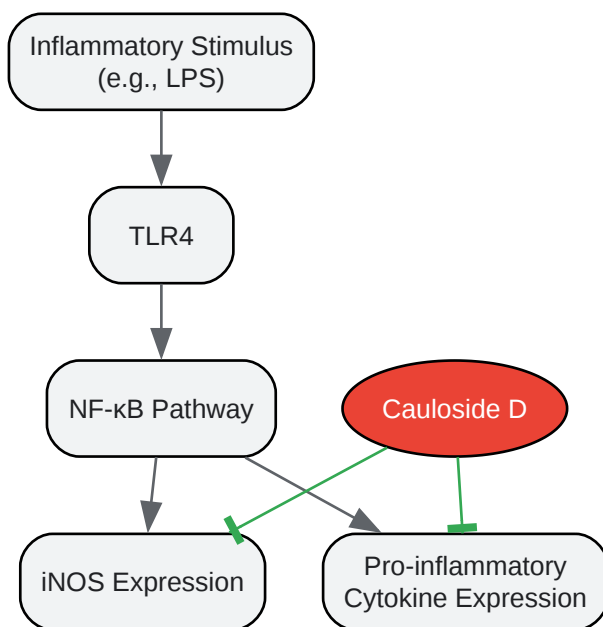 Inflammatory Stimulus
(e.g., LPS)
TLR4
NF-κB Pathway
Cauloside D
iNOS Expression
Pro-inflammatory
Cytokine Expression